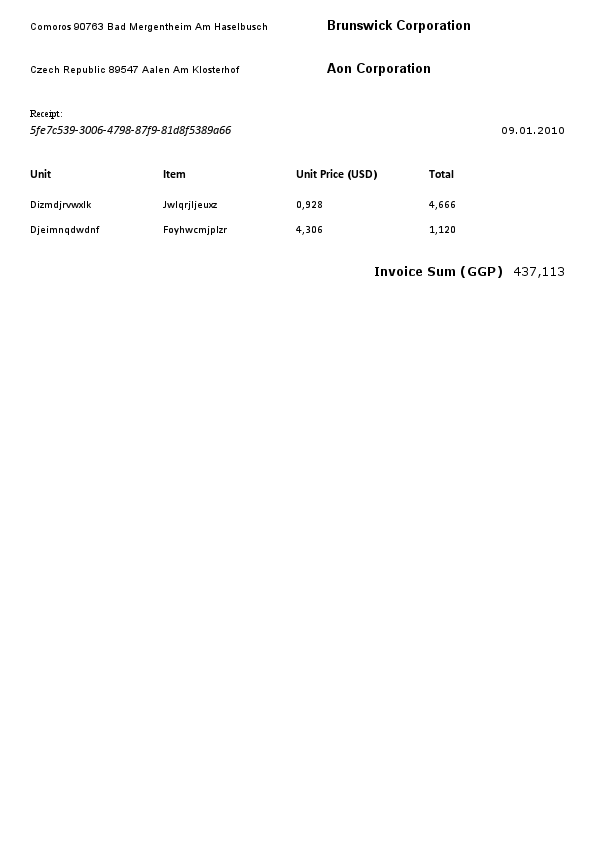 Comoros 90763 Bad Mergentheim Am Haselbusch Brunswick Corporation
Czech Republic 89547 Aalen Am Klosterhof Aon Corporation
Receipt:
5fe7c539-3006-4798-87f9-81d8f5389a66 09.01.2010
Unit Item Unit Price (USD) Total
Dizmdjrvwxlk Jwlqrjljeuxz 0,928 4,666
Djeimnqdwdnf Foyhwcmjplzr 4,306 1,120
Invoice Sum (GGP) 437,113